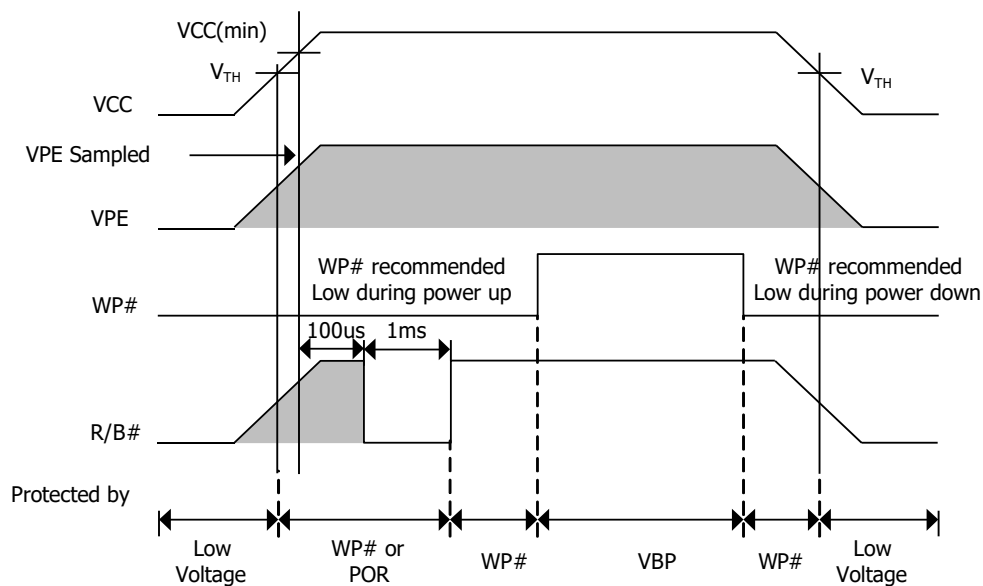 VCC(min)
VTH
VTH
VCC
VPE Sampled
VPE
WP# recommended
Low during power up
WP# recommended
Low during power down
WP#
100us
1ms
R/B#
Protected by
Low
Voltage
WP# or
POR
WP#
VBP
WP#
Low
Voltage